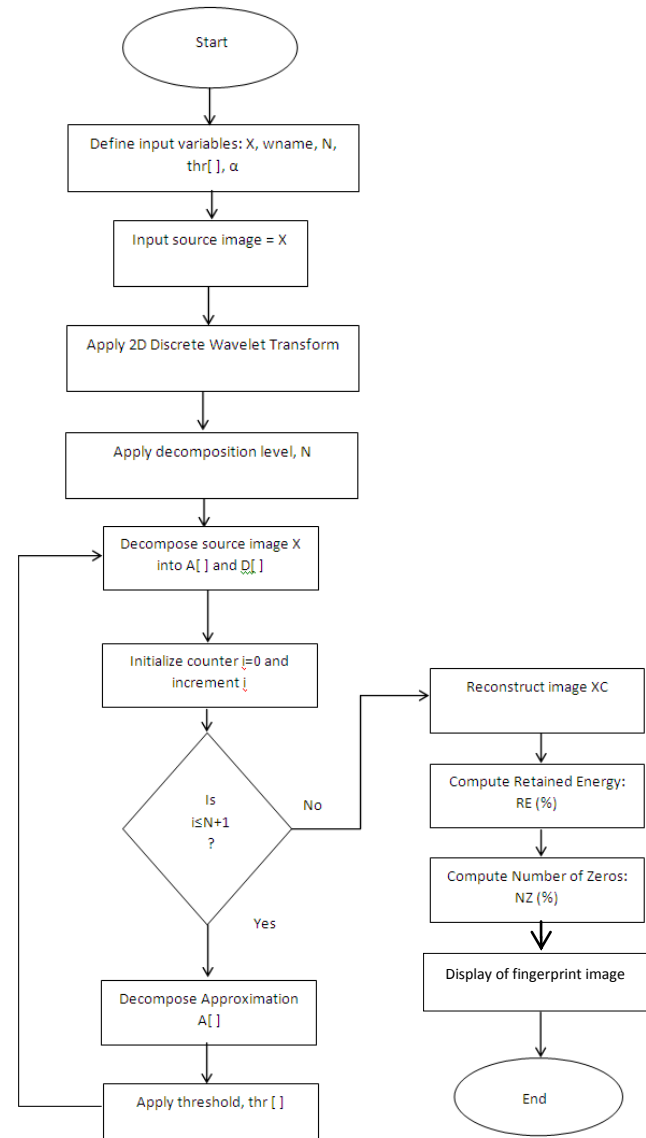 Start
Define input variables: X, wname, N,
thr[ ], α
Input source image = X
Apply 2D Discrete Wavelet Transform
Apply decomposition level, N
Decompose source image X
into A[ ] and D[ ]
Initialize counter i=0 and
increment i
Is
i≤N+1
?
No
Yes
Decompose Approximation
A[ ]
Apply threshold, thr [ ]
Reconstruct image XC
Compute Retained Energy:
RE (%)
Compute Number of Zeros:
NZ (%)
Display of fingerprint image
End